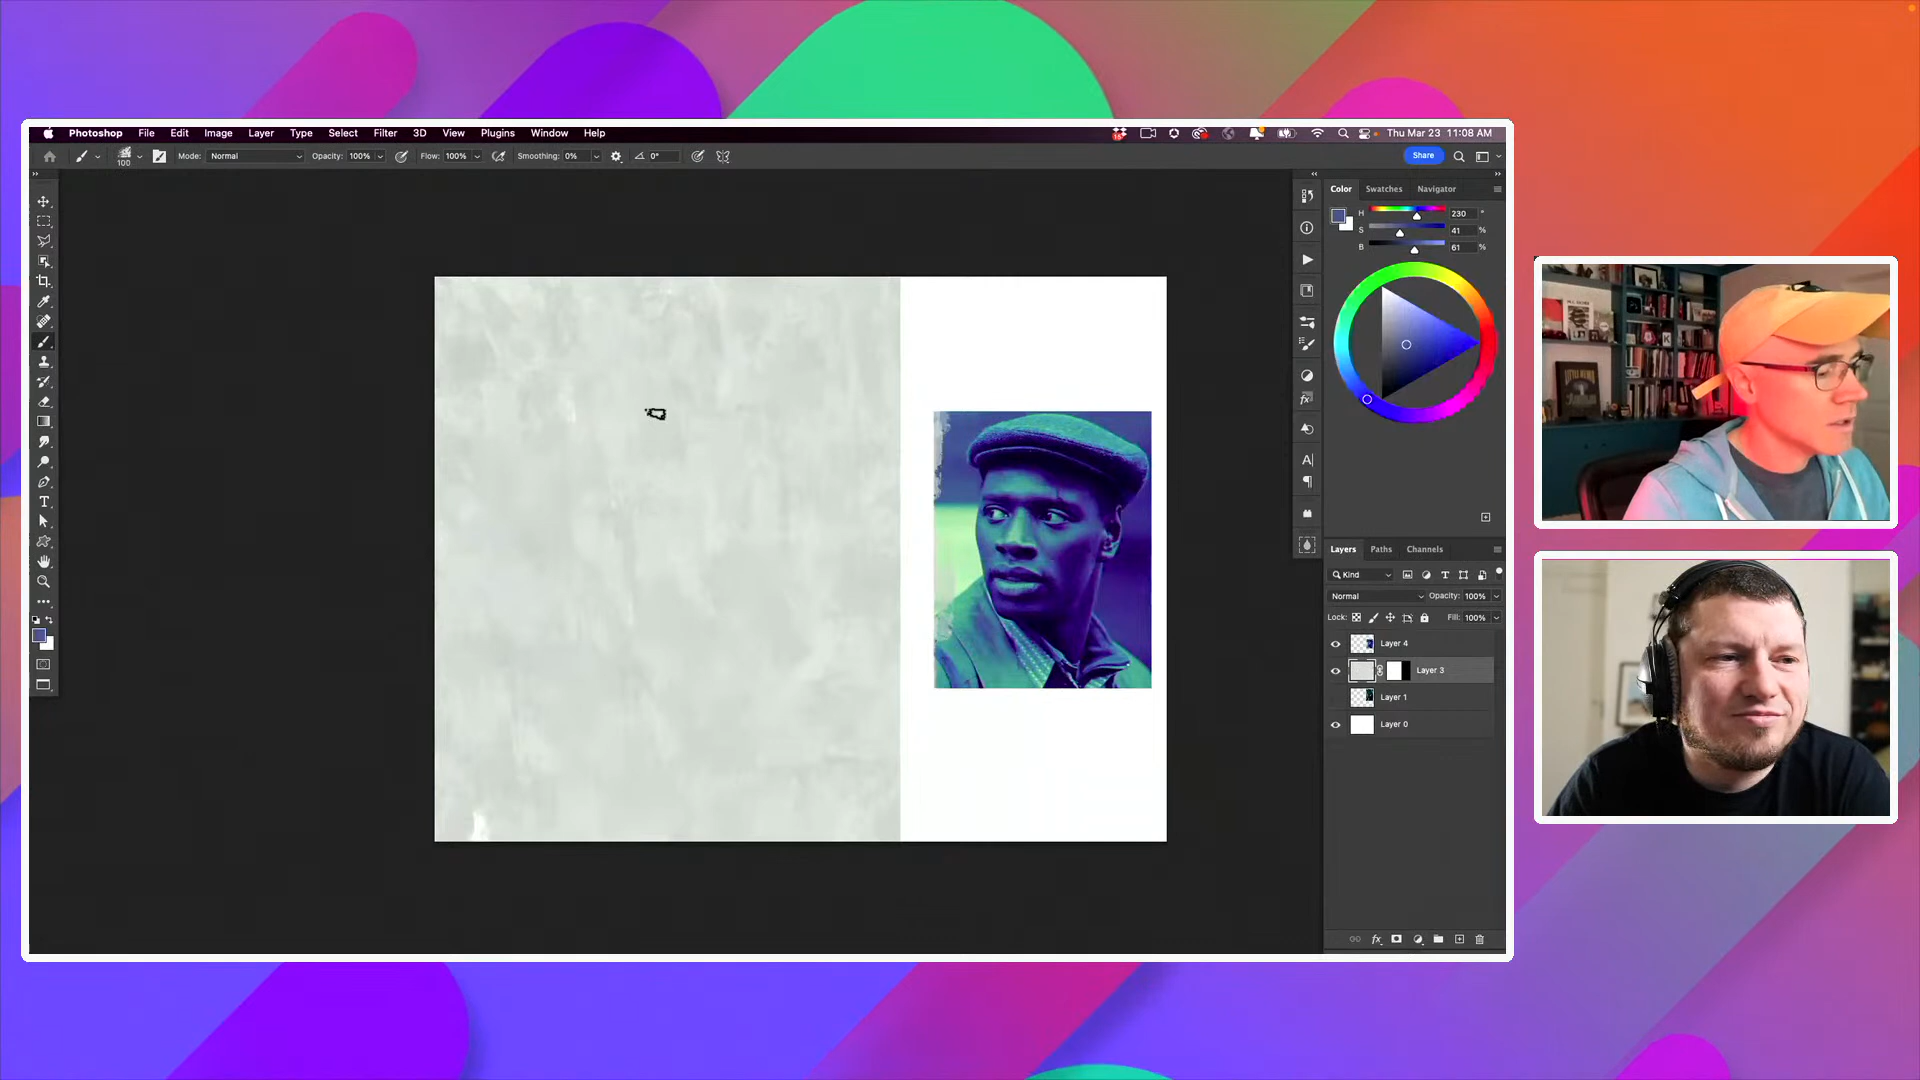 Photoshop File Edit Image Layer Type Select Filter 3D View Plugins Window Help Thu Mar 23 11:08 AM
100 Mode: Normal Opacity: 100% Flow: 100% Smoothing: 0% 0° Share
Color Swatches Navigator
H 230 °
S 41 %
B 61 %
Layers Paths Channels
Kind
Normal Opacity: 100%
Lock: Fill: 100%
Layer 4
Layer 3
Layer 1
Layer 0
fx